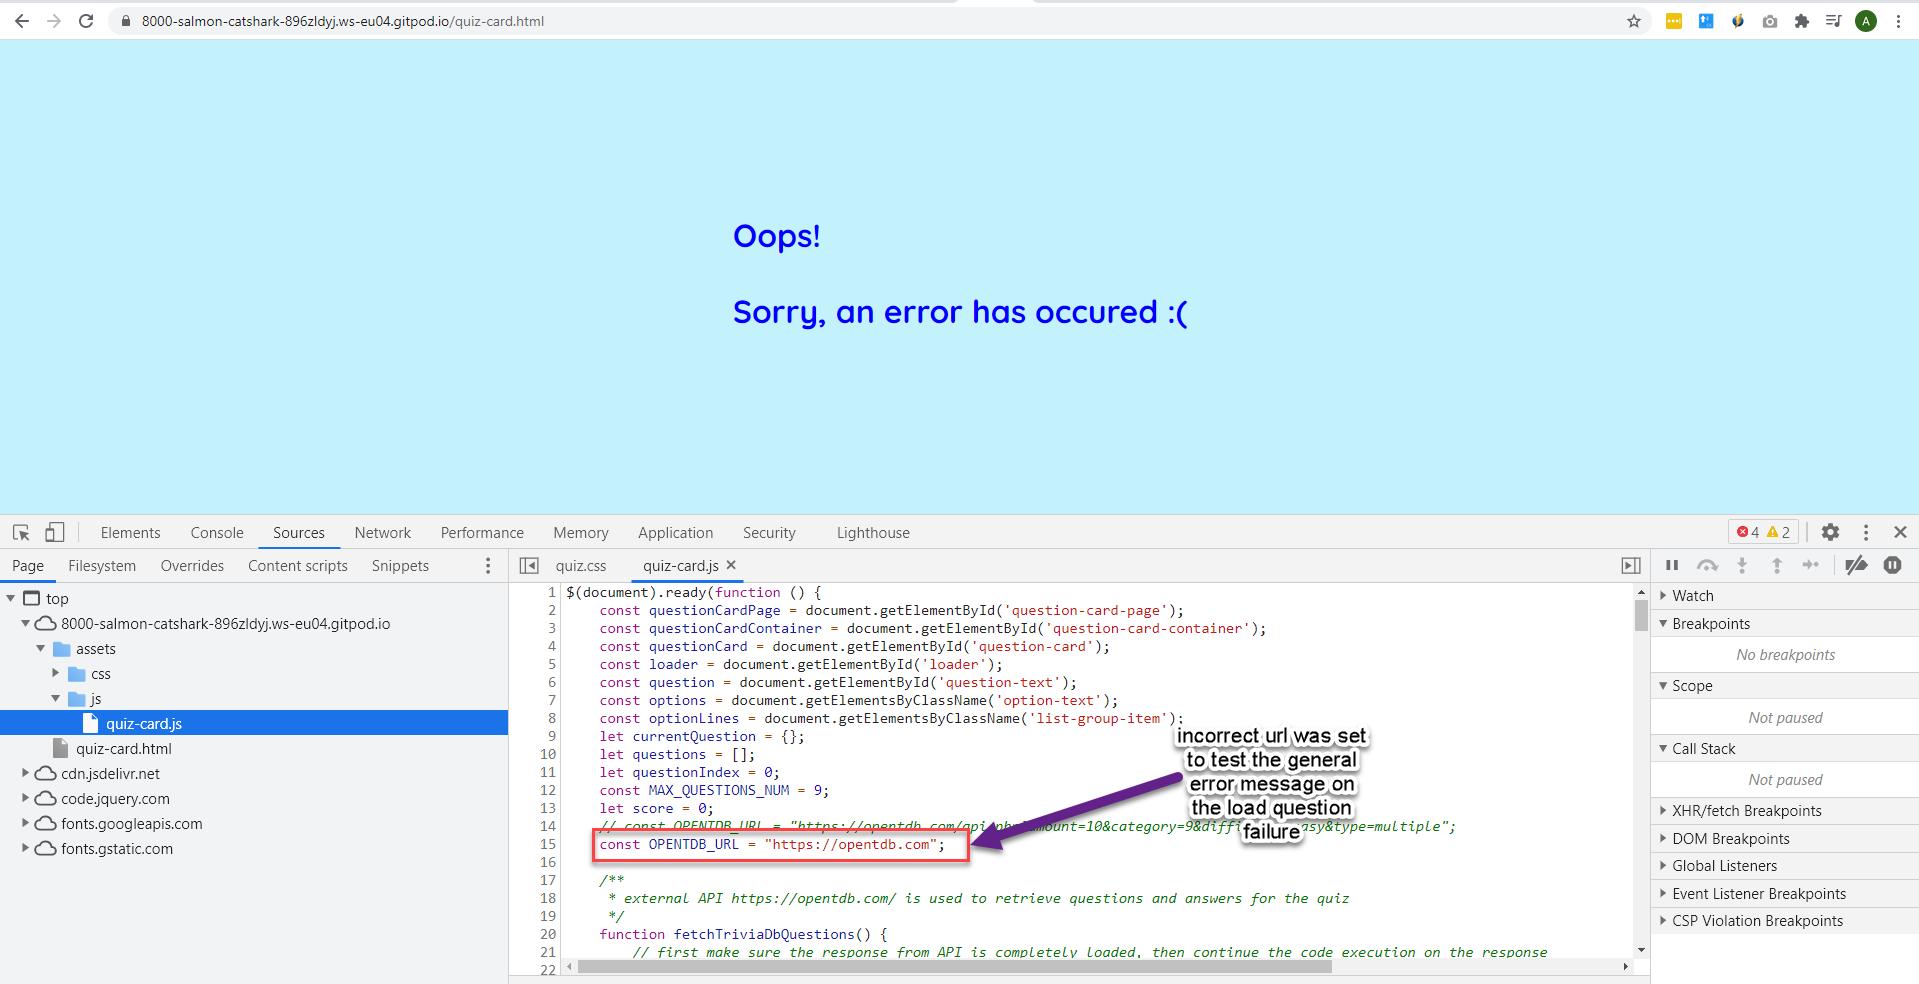 8000-salmon-catshark-896zldyj.ws-eu04.gitpod.io/quiz-card.html
A
Oops!
Sorry, an error has occured :(
Elements Console Sources Network Performance Memory Application Security Lighthouse 4 2
Page Filesystem Overrides Content scripts Snippets
top
8000-salmon-catshark-896zldyj.ws-eu04.gitpod.io
assets
css
js
quiz-card.js
quiz-card.html
cdn.jsdelivr.net
code.jquery.com
fonts.googleapis.com
fonts.gstatic.com
quiz.css quiz-card.js
1 $(document).ready(function () {
2 const questionCardPage = document.getElementById('question-card-page');
3 const questionCardContainer = document.getElementById('question-card-container');
4 const questionCard = document.getElementById('question-card');
5 const loader = document.getElementById('loader');
6 const question = document.getElementById('question-text');
7 const options = document.getElementsByClassName('option-text');
8 const optionLines = document.getElementsByClassName('list-group-item');
9 let currentQuestion = {};
10 let questions = [];
11 let questionIndex = 0;
12 const MAX_QUESTIONS_NUM = 9;
13 let score = 0;
14 // const OPENTDB_URL = "https://opentdb.com/api.php?amount=10&category=9&diffi asy&type=multiple";
15 const OPENTDB_URL = "https://opentdb.com";
16
17 /**
18 * external API https://opentdb.com/ is used to retrieve questions and answers for the quiz
19 */
20 function fetchTriviaDbQuestions() {
21 // first make sure the response from API is completely loaded, then continue the code execution on the response
22
incorrect url was set
to test the general
error message on
the load question
failure
Watch
Breakpoints
No breakpoints
Scope
Not paused
Call Stack
Not paused
XHR/fetch Breakpoints
DOM Breakpoints
Global Listeners
Event Listener Breakpoints
CSP Violation Breakpoints